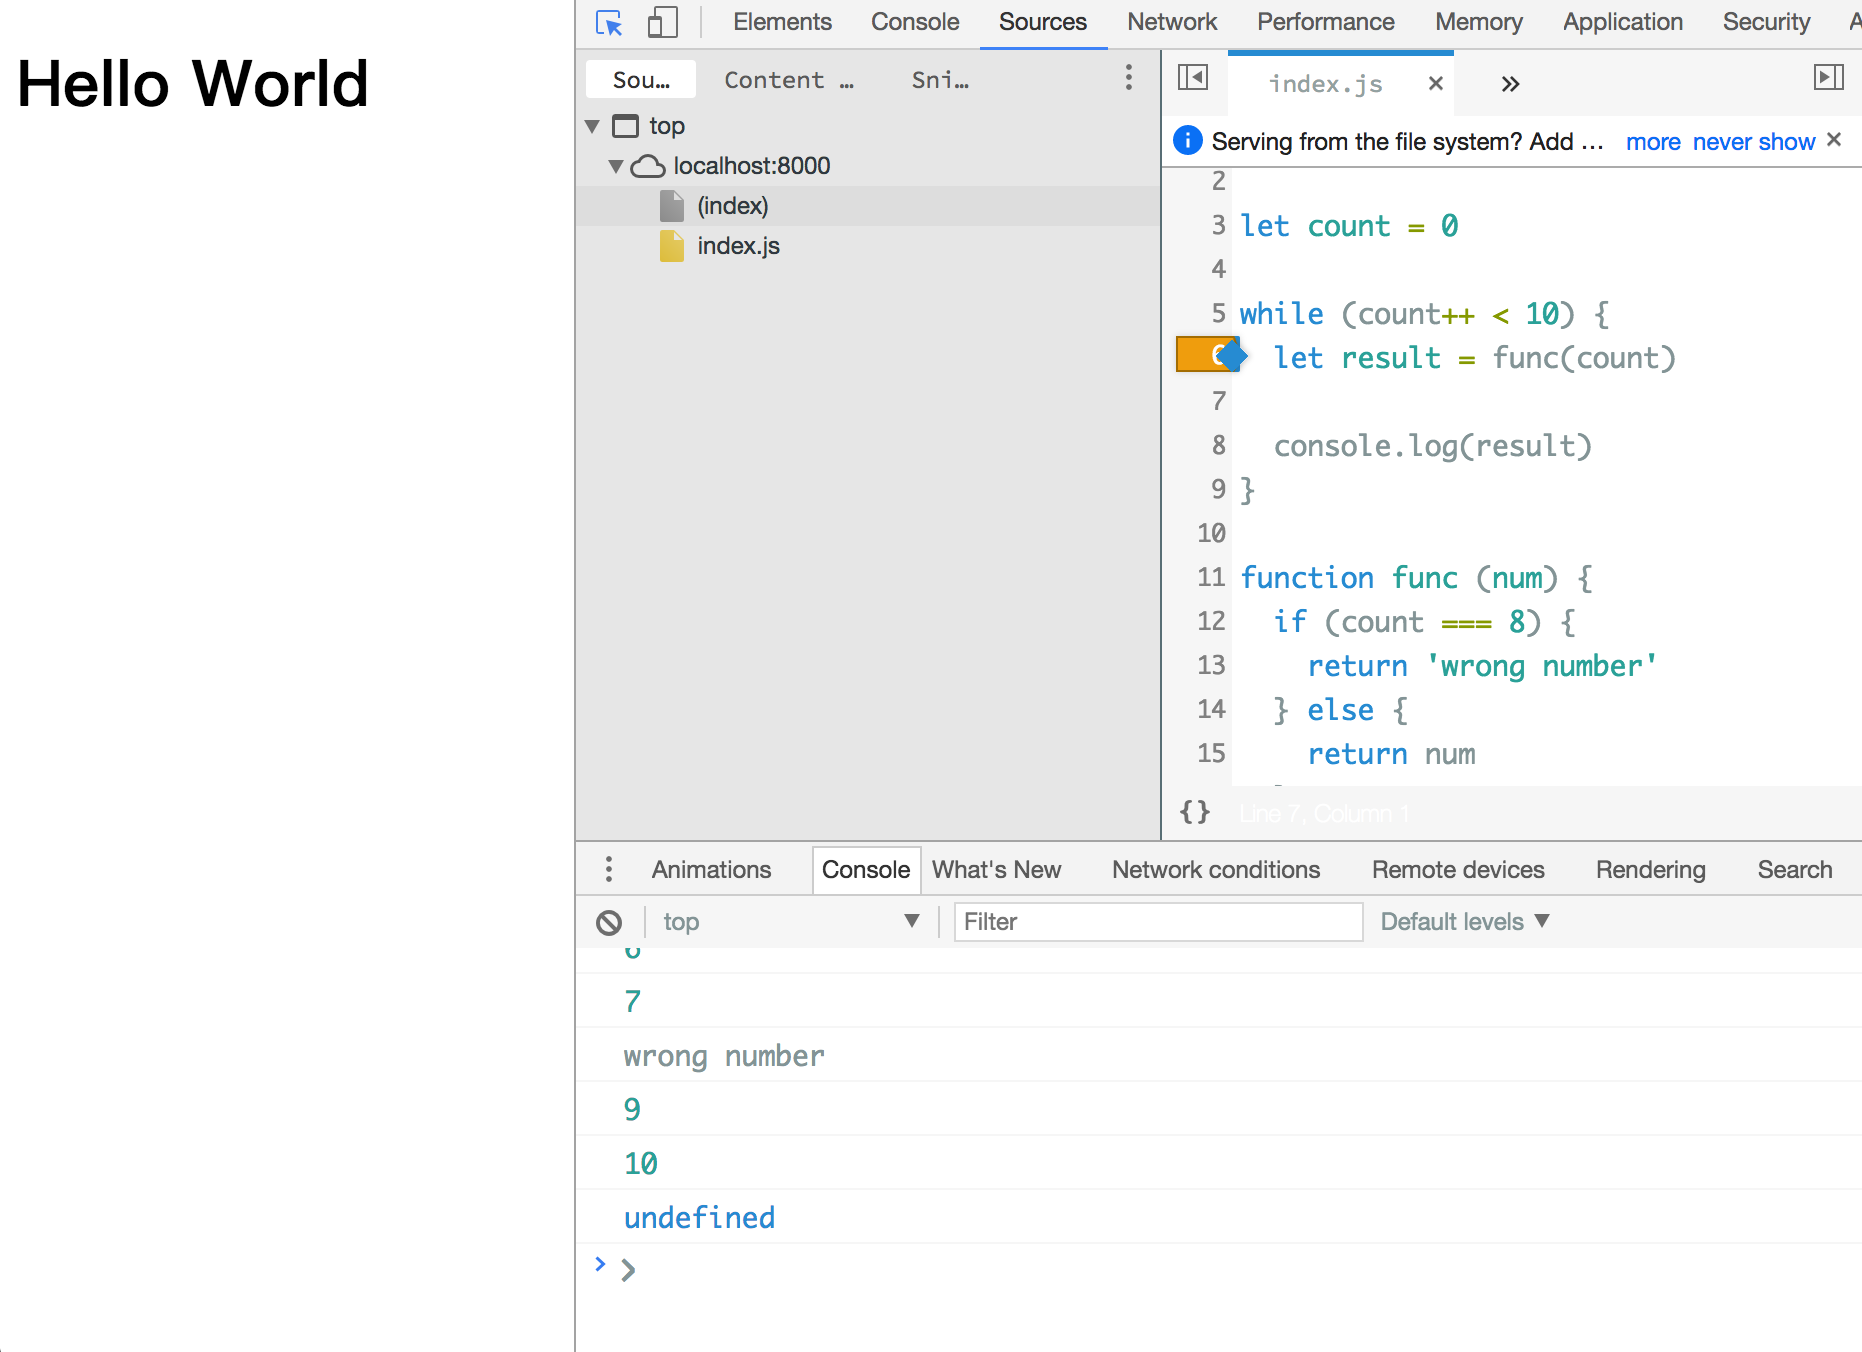 Hello World
Elements Console Sources Network Performance Memory Application Security
Sou... Content ... Sni...
index.js × »
top
localhost:8000
(index)
index.js
i Serving from the file system? Add ... more never show ×
2
3 let count = 0
4
5 while (count++ < 10) {
6 let result = func(count)
7
8 console.log(result)
9 }
10
11 function func (num) {
12 if (count === 8) {
13 return 'wrong number'
14 } else {
15 return num
{} Line 7, Column 1
Animations Console What's New Network conditions Remote devices Rendering Search
top Filter Default levels
6
7
wrong number
9
10
undefined
> >